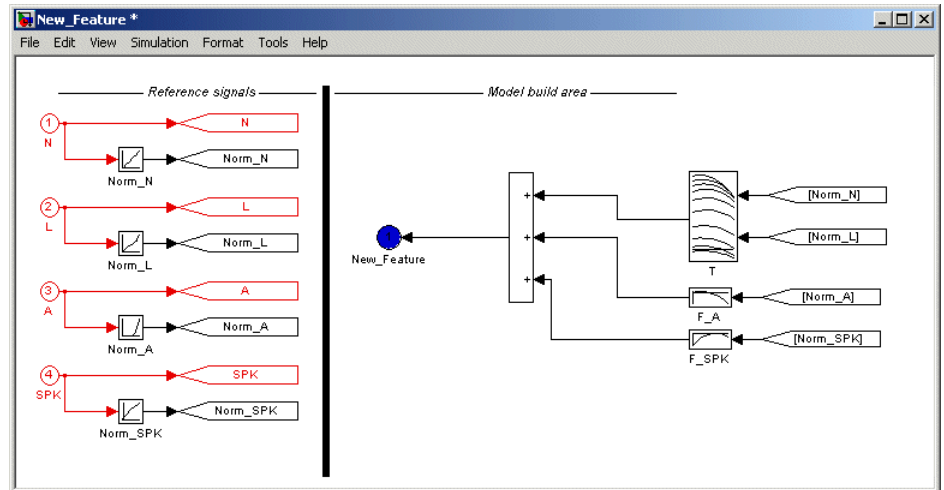 New_Feature *
File Edit View Simulation Format Tools Help
Reference signals
Model build area
1
N
N
Norm_N
Norm_N
2
L
L
Norm_L
Norm_L
3
A
A
Norm_A
Norm_A
4
SPK
SPK
Norm_SPK
Norm_SPK
+
+
+
1
New_Feature
T
[Norm_N]
[Norm_L]
F_A
[Norm_A]
F_SPK
[Norm_SPK]